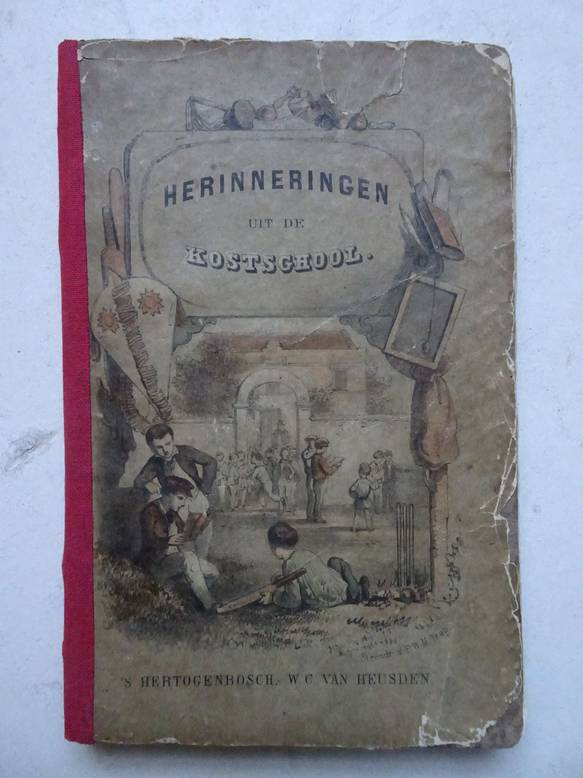 HERINNERINGEN
UIT DE
KOSTSCHOOL.
'S HERTOGENBOSCH.- W C VAN HEUSDEN